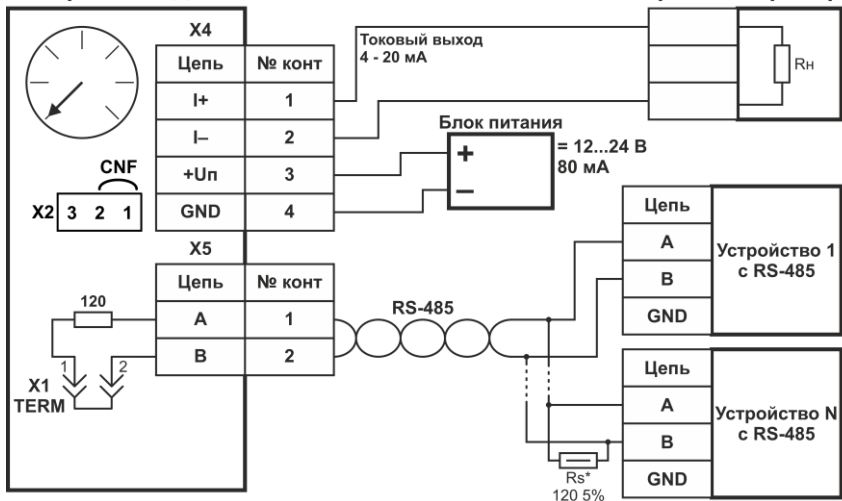 X4
Цепь № конт
I+ 1
I– 2
+Uп 3
GND 4
Токовый выход
4 - 20 мА
Rн
Блок питания
+
–
= 12...24 В
80 мА
CNF
X2 3 2 1
X5
Цепь № конт
A 1
B 2
120
1 2
X1
TERM
RS-485
Цепь
A
B
GND
Устройство 1
с RS-485
Цепь
A
B
GND
Устройство N
с RS-485
Rs*
120 5%